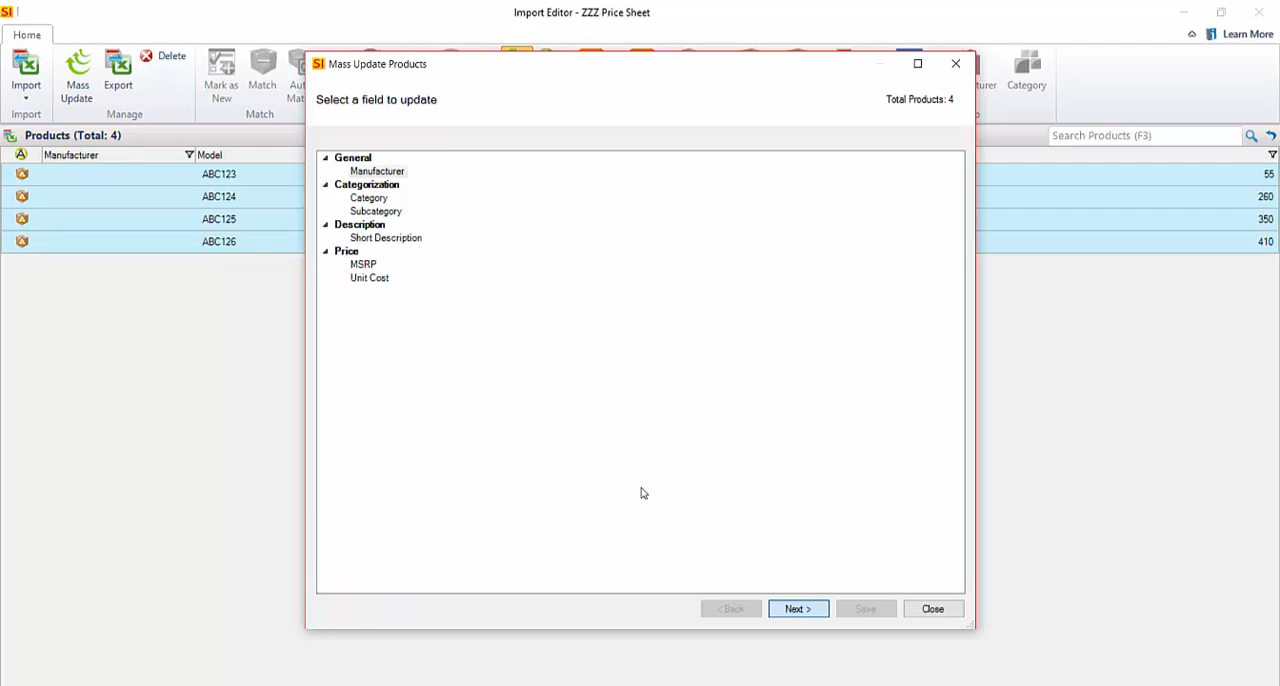 SI
Import Editor - ZZZ Price Sheet
Home
Learn More
Import
Mass Update
Export
Delete
Mark as New
Match
Category
Import
Manage
Match
Products (Total: 4)
Search Products (F3)
Manufacturer
Model
ABC123
55
ABC124
260
ABC125
350
ABC126
410
SI Mass Update Products
Select a field to update
Total Products: 4
General
Manufacturer
Categorization
Category
Subcategory
Description
Short Description
Price
MSRP
Unit Cost
< Back
Next >
Save
Close